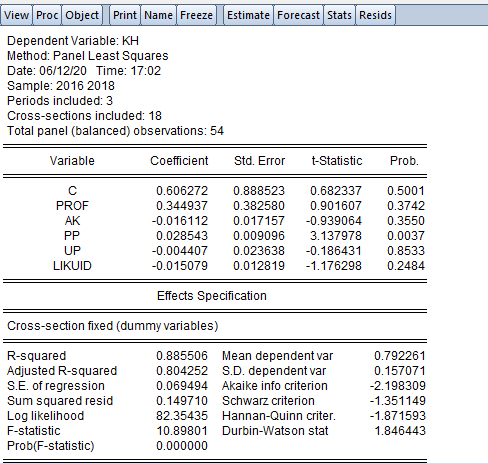 View Proc Object Print Name Freeze Estimate Forecast Stats Resids
Dependent Variable: KH
Method: Panel Least Squares
Date: 06/12/20 Time: 17:02
Sample: 2016 2018
Periods included: 3
Cross-sections included: 18
Total panel (balanced) observations: 54
Variable Coefficient Std. Error t-Statistic Prob.
C 0.606272 0.888523 0.682337 0.5001
PROF 0.344937 0.382580 0.901607 0.3742
AK -0.016112 0.017157 -0.939064 0.3550
PP 0.028543 0.009096 3.137978 0.0037
UP -0.004407 0.023638 -0.186431 0.8533
LIKUID -0.015079 0.012819 -1.176298 0.2484
Effects Specification
Cross-section fixed (dummy variables)
R-squared 0.885506 Mean dependent var 0.792261
Adjusted R-squared 0.804252 S.D. dependent var 0.157071
S.E. of regression 0.069494 Akaike info criterion -2.198309
Sum squared resid 0.149710 Schwarz criterion -1.351149
Log likelihood 82.35435 Hannan-Quinn criter. -1.871593
F-statistic 10.89801 Durbin-Watson stat 1.846443
Prob(F-statistic) 0.000000